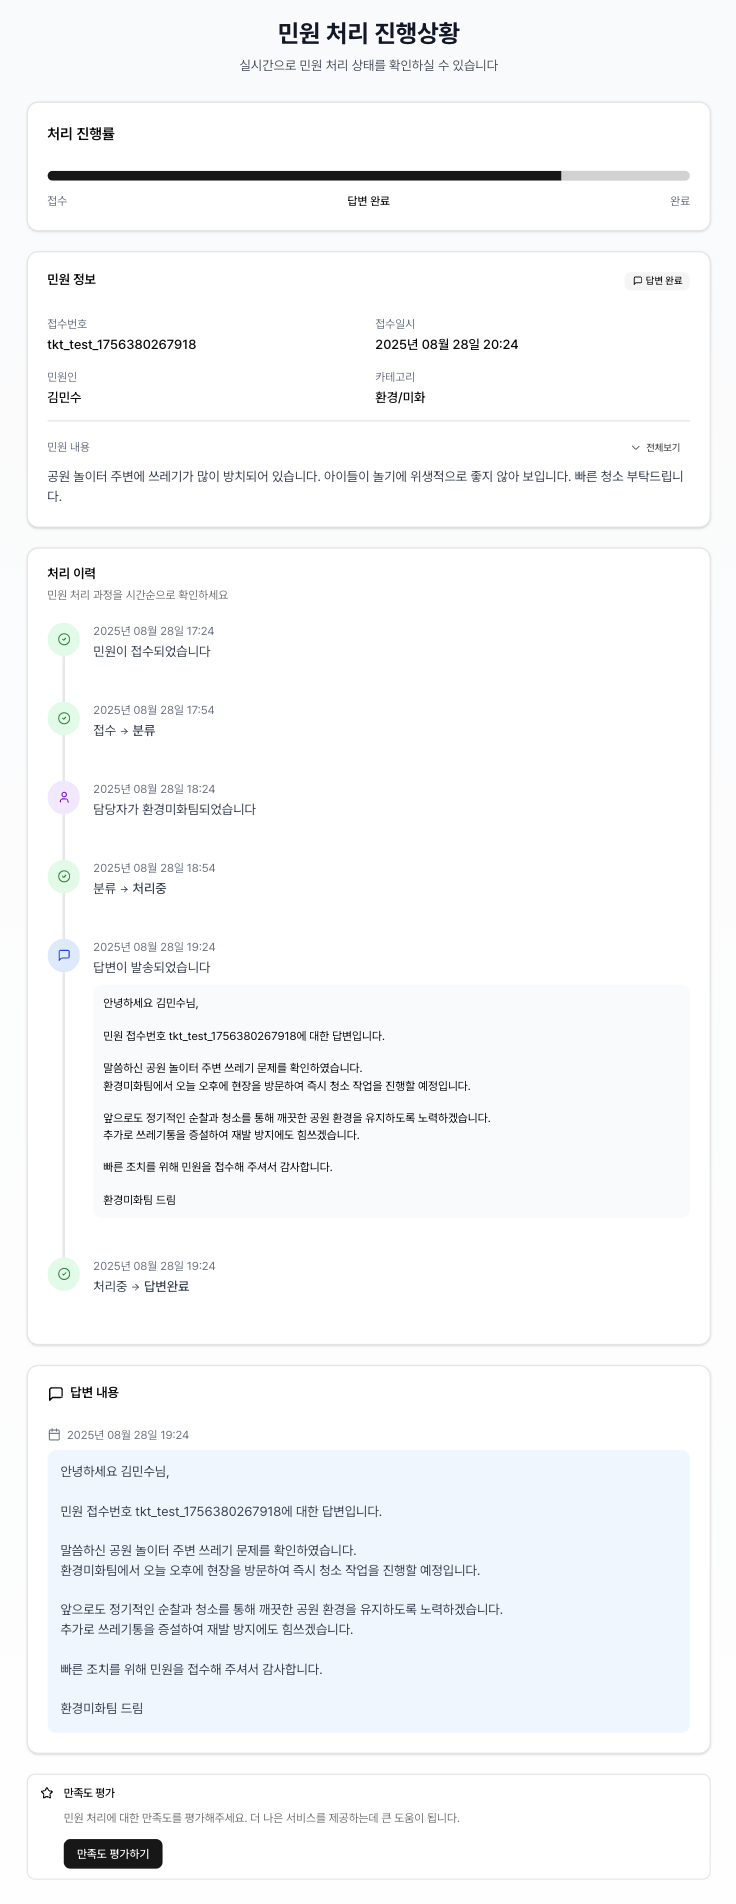 민원 처리 진행상황
실시간으로 민원 처리 상태를 확인하실 수 있습니다
처리 진행률
접수 답변 완료 완료
민원 정보
답변 완료
접수번호 접수일시
tkt_test_1756380267918 2025년 08월 28일 20:24
민원인 카테고리
김민수 환경/미화
민원 내용 전체보기
공원 놀이터 주변에 쓰레기가 많이 방치되어 있습니다. 아이들이 놀기에 위생적으로 좋지 않아 보입니다. 빠른 청소 부탁드립니
다.
처리 이력
민원 처리 과정을 시간순으로 확인하세요
2025년 08월 28일 17:24
민원이 접수되었습니다
2025년 08월 28일 17:54
접수 → 분류
2025년 08월 28일 18:24
담당자가 환경미화팀되었습니다
2025년 08월 28일 18:54
분류 → 처리중
2025년 08월 28일 19:24
답변이 발송되었습니다
안녕하세요 김민수님,
민원 접수번호 tkt_test_1756380267918에 대한 답변입니다.
말씀하신 공원 놀이터 주변 쓰레기 문제를 확인하였습니다.
환경미화팀에서 오늘 오후에 현장을 방문하여 즉시 청소 작업을 진행할 예정입니다.
앞으로도 정기적인 순찰과 청소를 통해 깨끗한 공원 환경을 유지하도록 노력하겠습니다.
추가로 쓰레기통을 증설하여 재발 방지에도 힘쓰겠습니다.
빠른 조치를 위해 민원을 접수해 주셔서 감사합니다.
환경미화팀 드림
2025년 08월 28일 19:24
처리중 → 답변완료
답변 내용
2025년 08월 28일 19:24
안녕하세요 김민수님,
민원 접수번호 tkt_test_1756380267918에 대한 답변입니다.
말씀하신 공원 놀이터 주변 쓰레기 문제를 확인하였습니다.
환경미화팀에서 오늘 오후에 현장을 방문하여 즉시 청소 작업을 진행할 예정입니다.
앞으로도 정기적인 순찰과 청소를 통해 깨끗한 공원 환경을 유지하도록 노력하겠습니다.
추가로 쓰레기통을 증설하여 재발 방지에도 힘쓰겠습니다.
빠른 조치를 위해 민원을 접수해 주셔서 감사합니다.
환경미화팀 드림
만족도 평가
민원 처리에 대한 만족도를 평가해주세요. 더 나은 서비스를 제공하는데 큰 도움이 됩니다.
만족도 평가하기